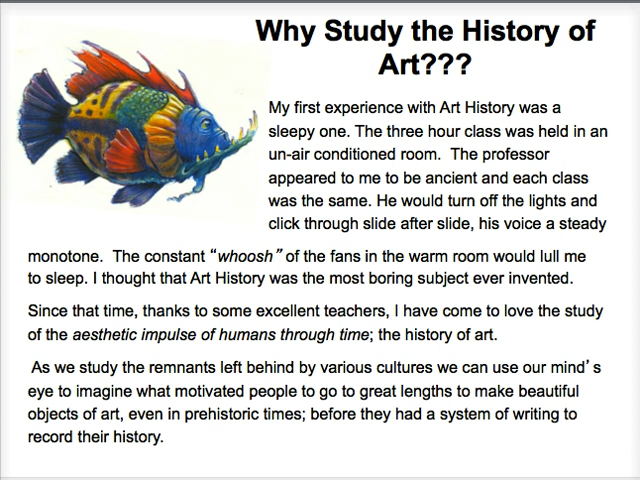 Why Study the History of
Art???
My first experience with Art History was a
sleepy one. The three hour class was held in an
un-air conditioned room.  The professor
appeared to me to be ancient and each class
was the same. He would turn off the lights and
click through slide after slide, his voice a steady
monotone.  The constant “whoosh” of the fans in the warm room would lull me
to sleep. I thought that Art History was the most boring subject ever invented.
Since that time, thanks to some excellent teachers, I have come to love the study
of the aesthetic impulse of humans through time; the history of art.
As we study the remnants left behind by various cultures we can use our mind’s
eye to imagine what motivated people to go to great lengths to make beautiful
objects of art, even in prehistoric times; before they had a system of writing to
record their history.